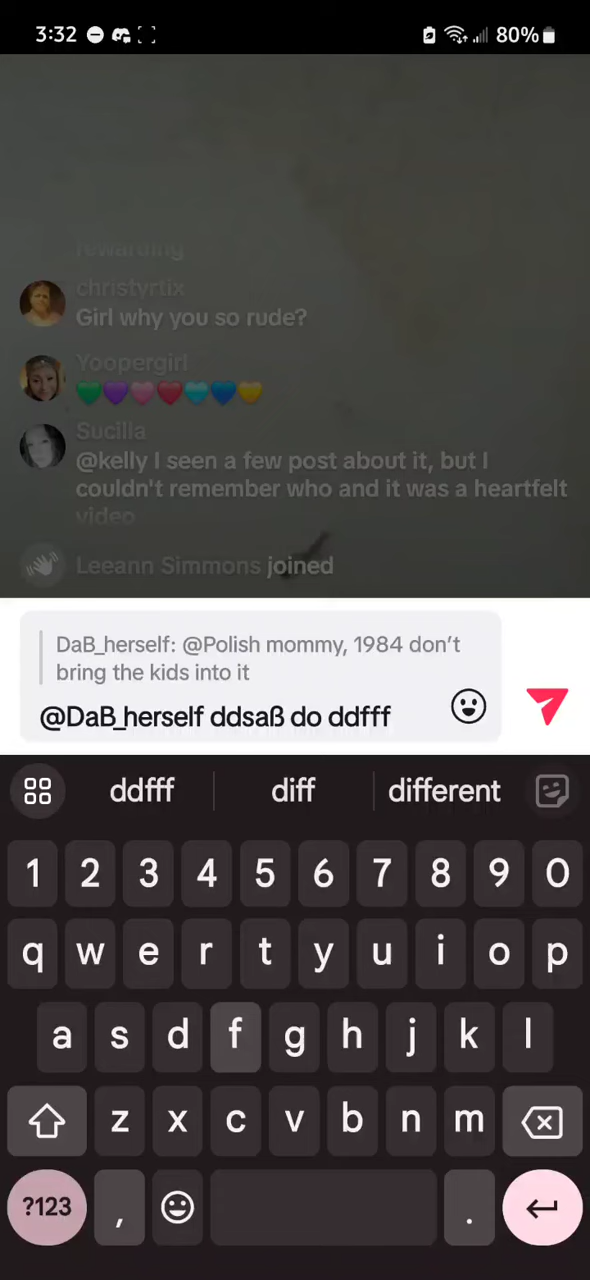 3:32
80%
rewarding
christyrtix
Girl why you so rude?
Yoopergirl
💚💜🩷❤️🩵💙💛
Sucilla
@kelly I seen a few post about it, but I
couldn't remember who and it was a heartfelt
video
Leeann Simmons joined
DaB_herself: @Polish mommy, 1984 don’t
bring the kids into it
@DaB_herself ddsaß do ddfff
ddfff diff different
1 2 3 4 5 6 7 8 9 0
q w e r t y u i o p
a s d f g h j k l
z x c v b n m
?123 , .